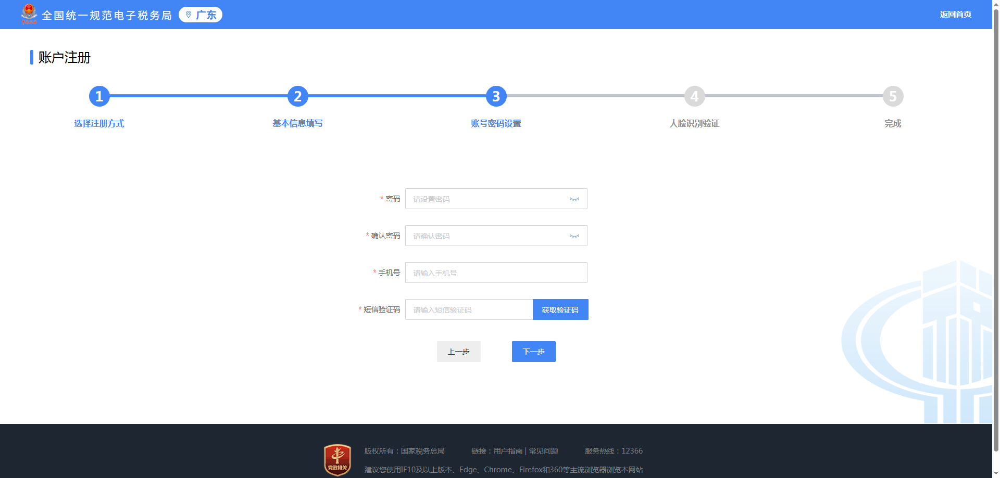 全国统一规范电子税务局 广东 返回首页
账户注册
1 2 3 4 5
选择注册方式 基本信息填写 账号密码设置 人脸识别验证 完成
* 密码 请设置密码
* 确认密码 请确认密码
* 手机号 请输入手机号
* 短信验证码 请输入短信验证码 获取验证码
上一步 下一步
版权所有：国家税务总局 链接：用户指南 | 常见问题 服务热线：12366
党政机关
建议您使用IE10及以上版本、Edge、Chrome、Firefox和360等主流浏览器浏览本网站